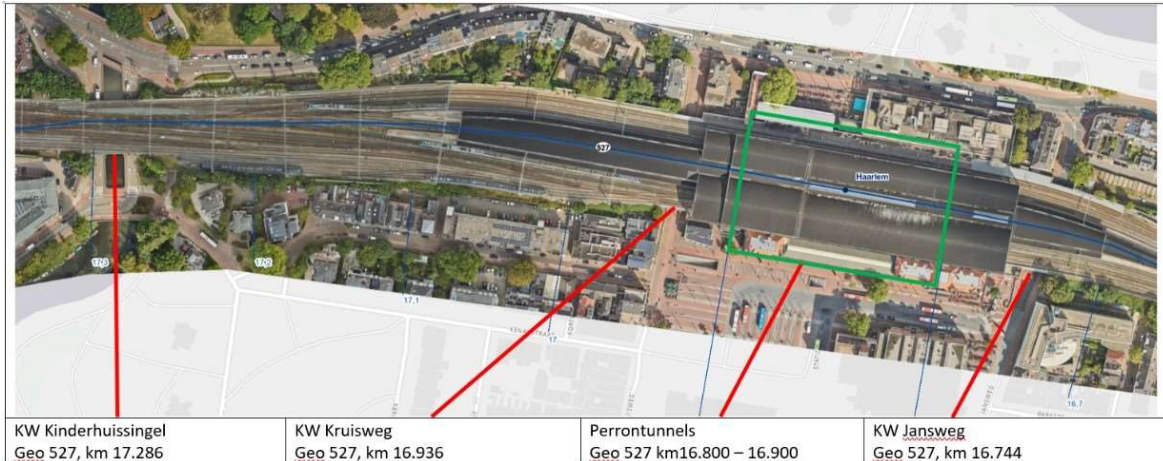 527
Haarlem
17,3
17,2
17,1
17
16,7
KW Kinderhuissingel
Geo 527, km 17.286
KW Kruisweg
Geo 527, km 16.936
Perrontunnels
Geo 527 km16.800 – 16.900
KW Jansweg
Geo 527, km 16.744